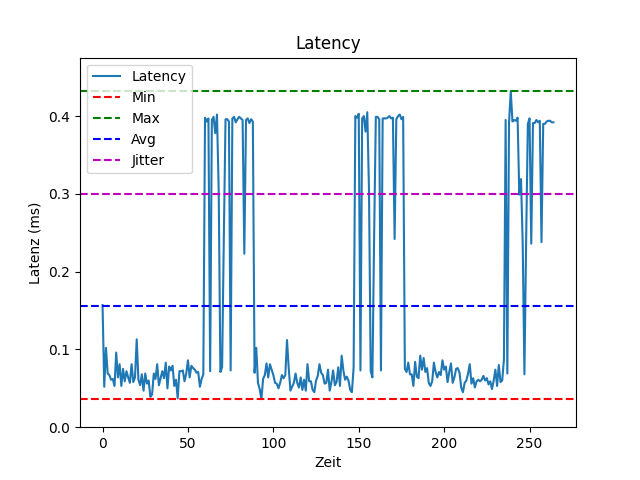 Latency
Latency
Min
Max
Avg
Jitter
0.4
0.3
0.2
0.1
0.0
Latenz (ms)
0 50 100 150 200 250
Zeit